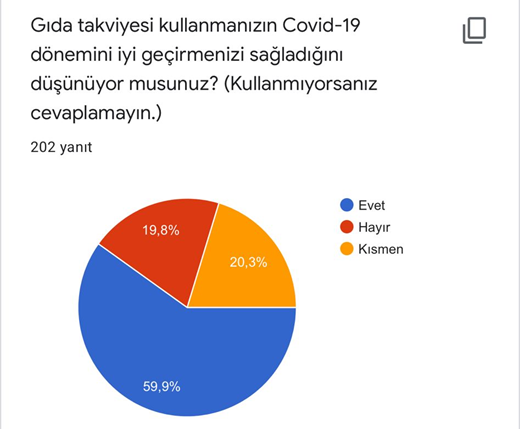 Gıda takviyesi kullanmanızın Covid-19
dönemini iyi geçirmenizi sağladığını
düşünüyor musunuz? (Kullanmıyorsanız
cevaplamayın.)
202 yanıt
Evet
Hayır
Kısmen
19,8%
20,3%
59,9%